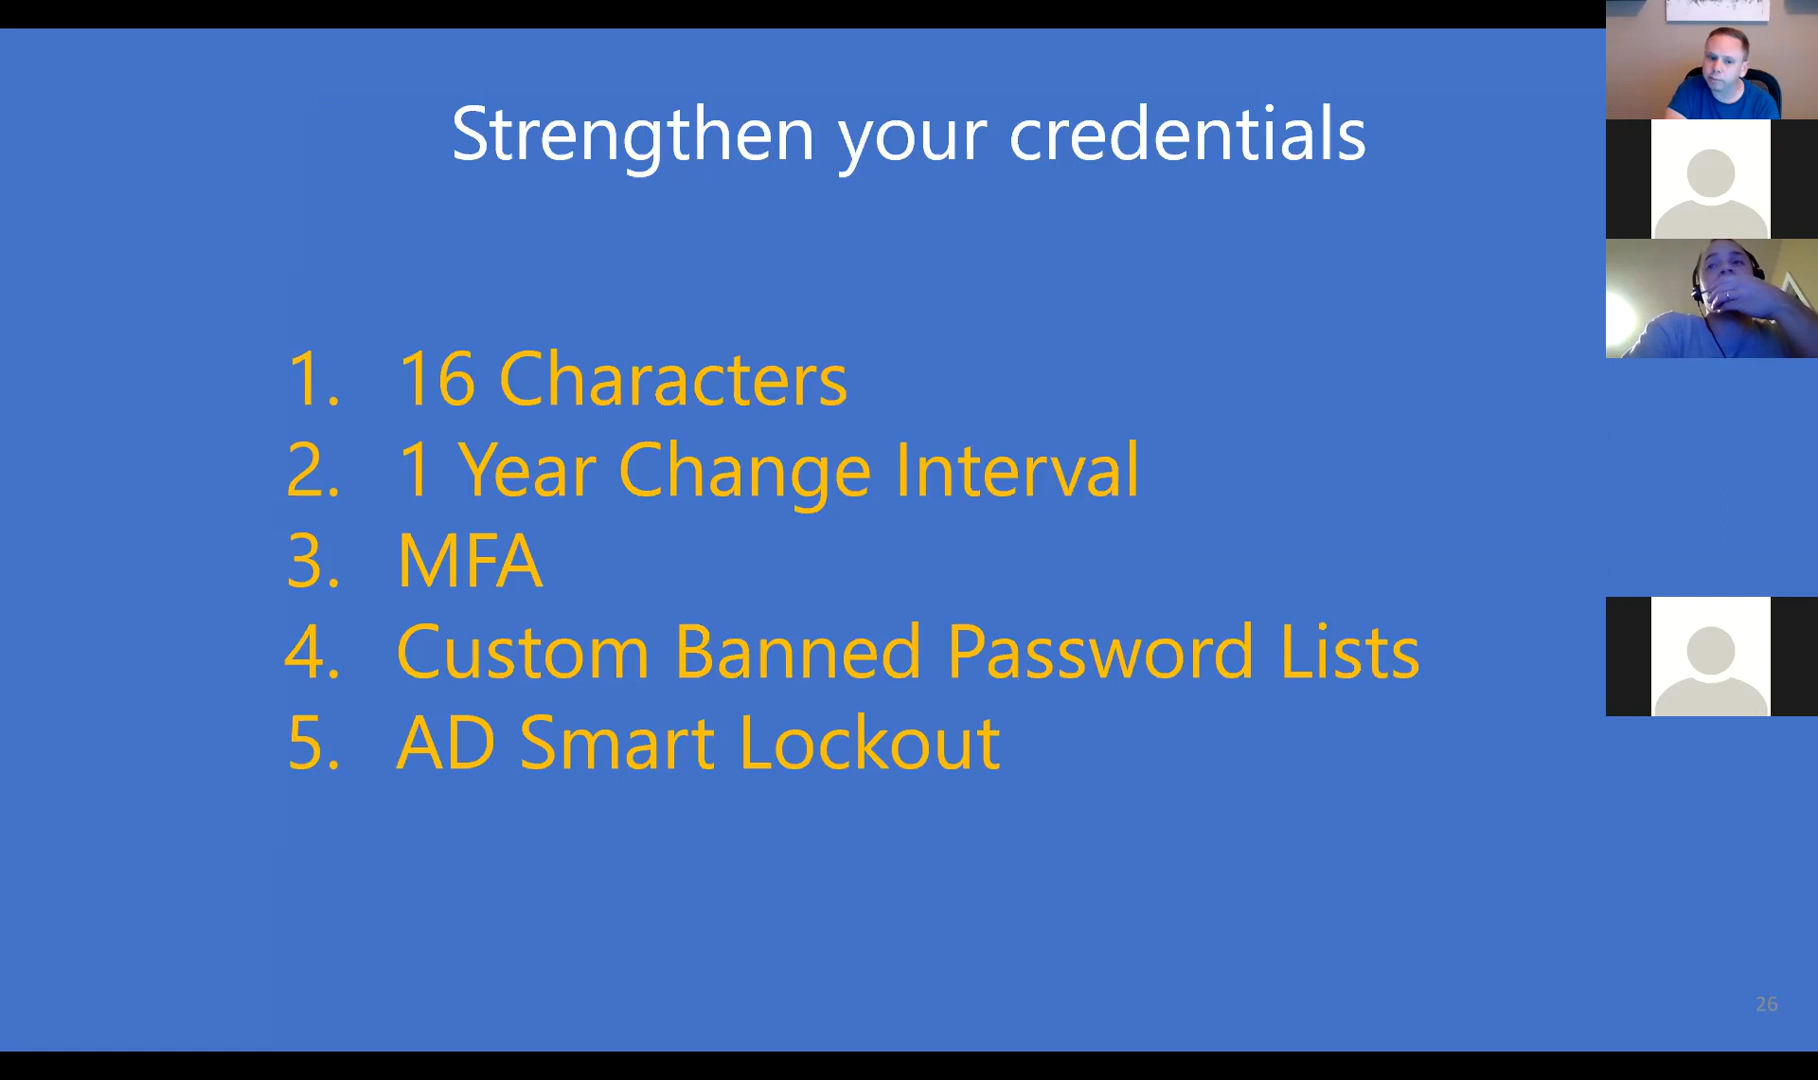 Strengthen your credentials
1. 16 Characters
2. 1 Year Change Interval
3. MFA
4. Custom Banned Password Lists
5. AD Smart Lockout
26